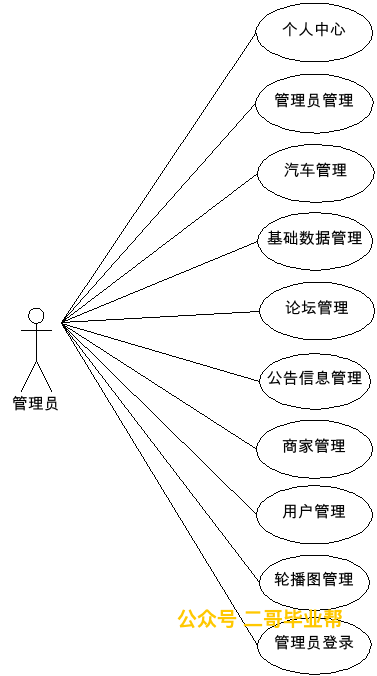 个人中心
管理员管理
汽车管理
基础数据管理
论坛管理
管理员
公告信息管理
商家管理
用户管理
轮播图管理
公众号 二哥毕业帮
管理员登录